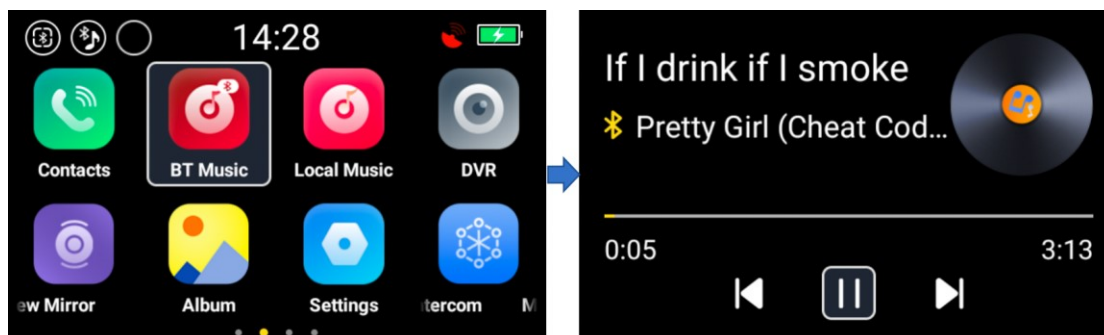 14:28
Contacts
BT Music
Local Music
DVR
ew Mirror
Album
Settings
tercom
M
If I drink if I smoke
Pretty Girl (Cheat Cod...
0:05
3:13